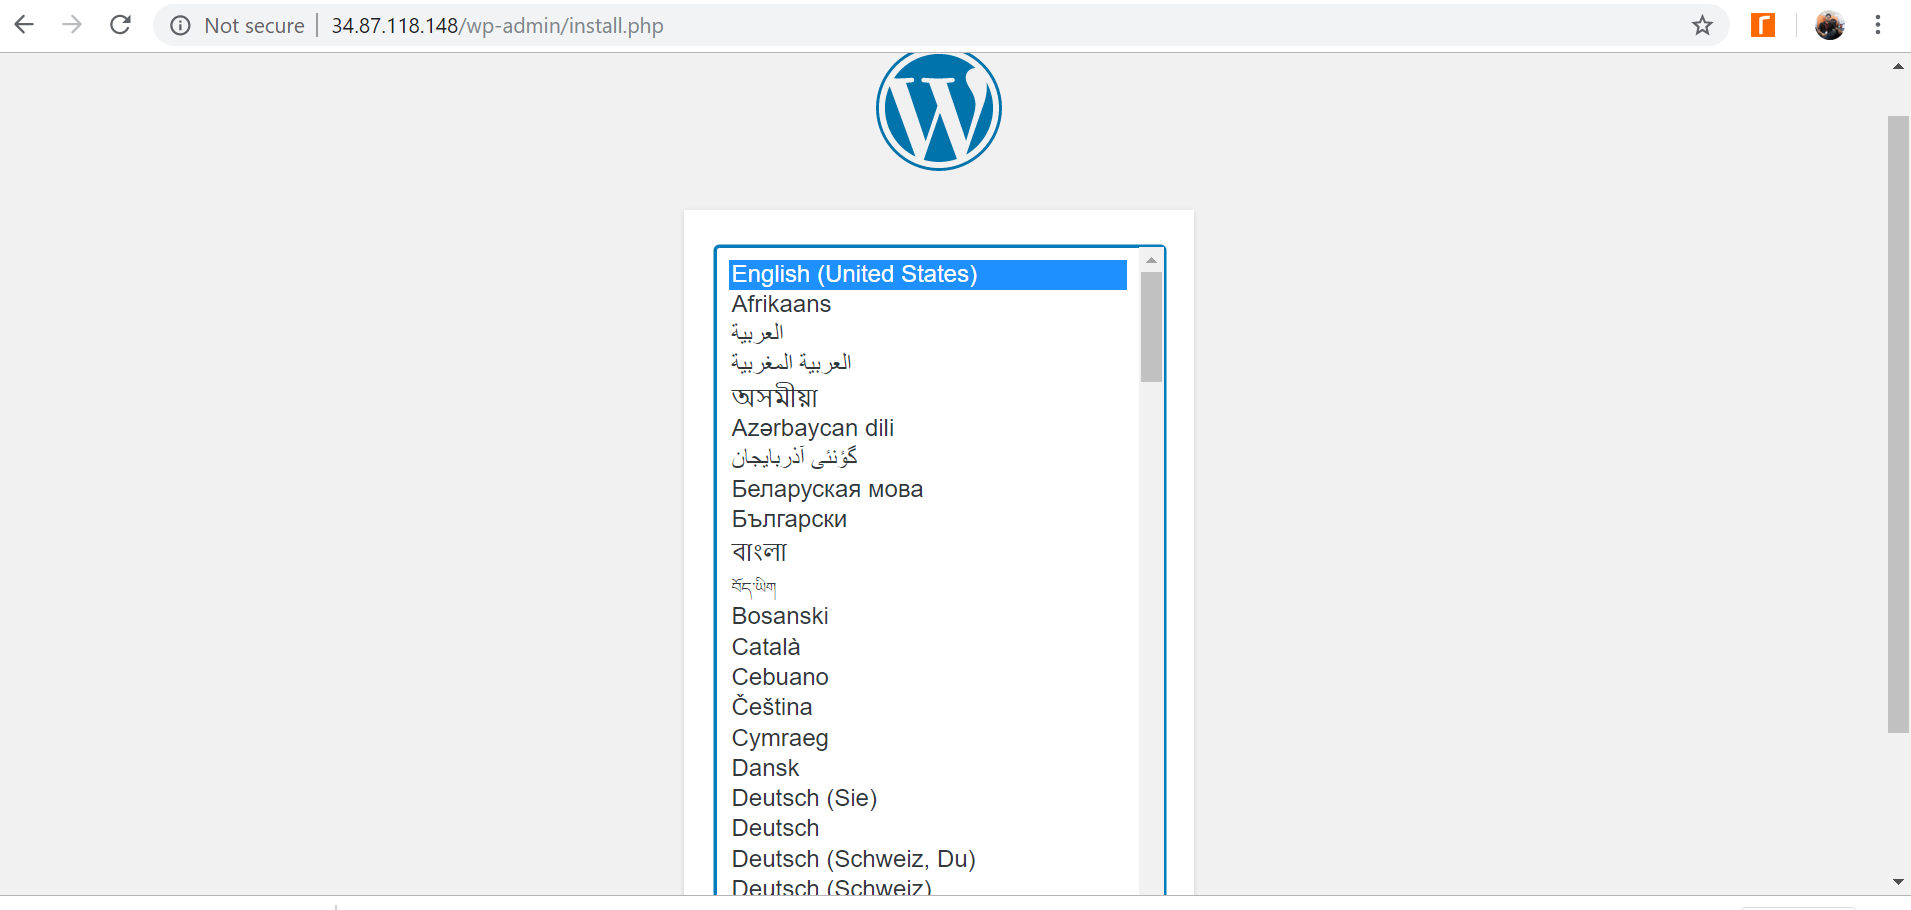 Not secure | 34.87.118.148/wp-admin/install.php
English (United States)
Afrikaans
العربية
العربية المغربية
অসমীয়া
Azərbaycan dili
گؤنئی آذربایجان
Беларуская мова
Български
বাংলা
བོད་ཡིག
Bosanski
Català
Cebuano
Čeština
Cymraeg
Dansk
Deutsch (Sie)
Deutsch
Deutsch (Schweiz, Du)
Deutsch (Schweiz)